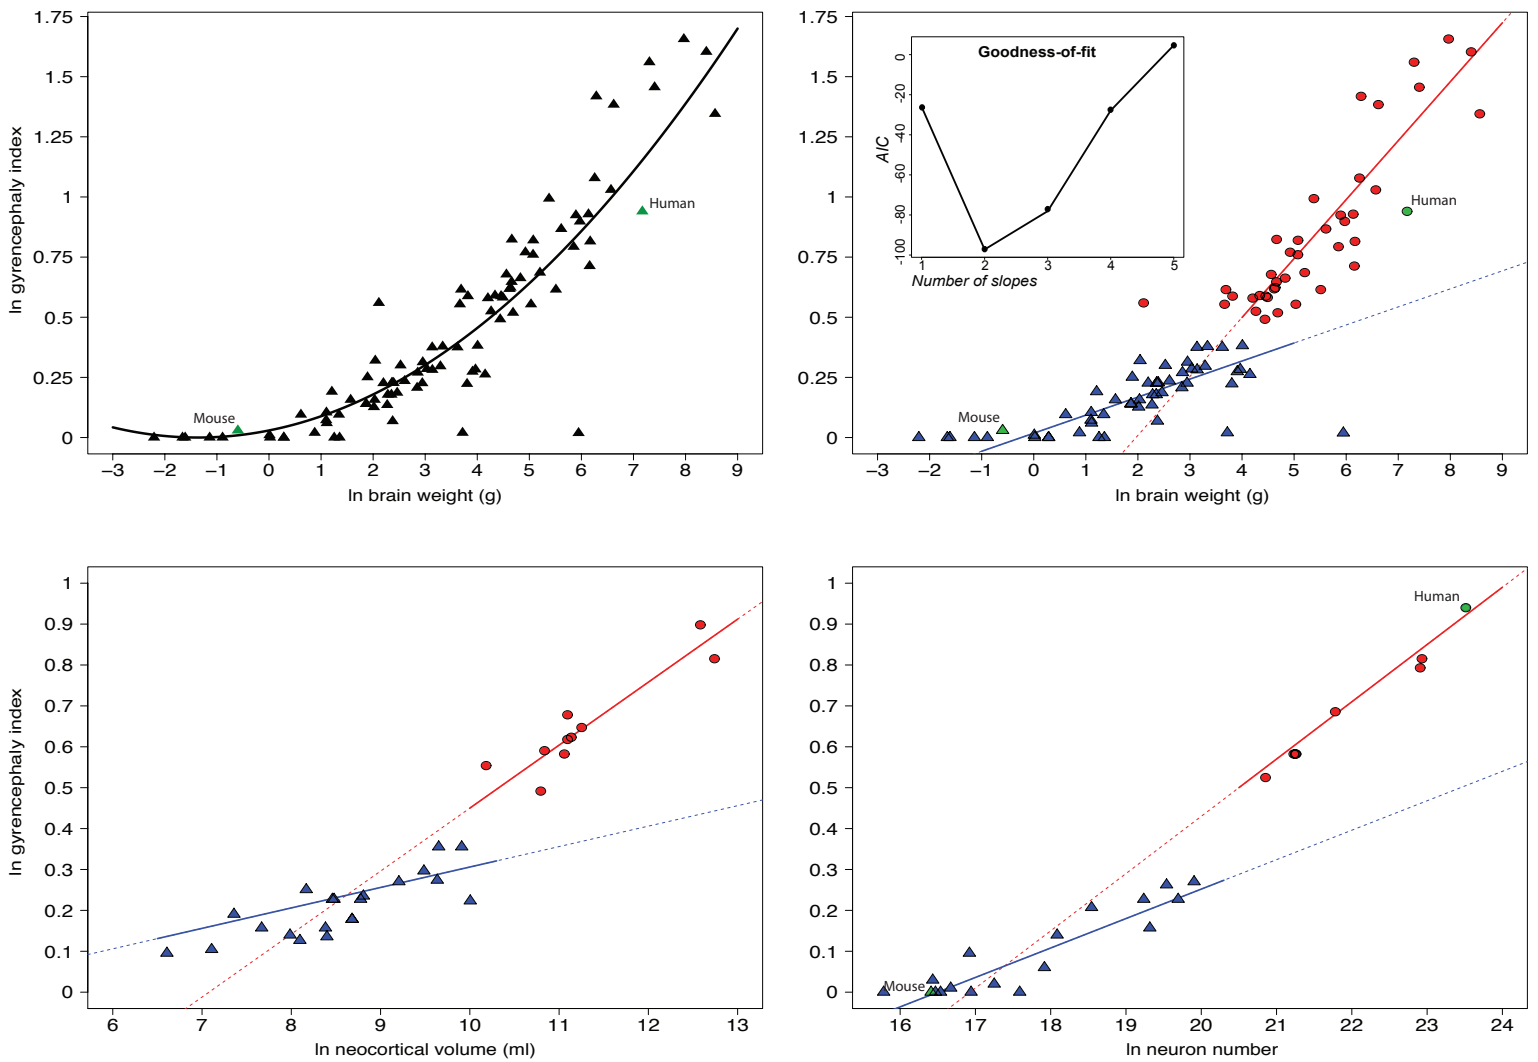 1.75
1.5
1.25
1
0.75
0.5
0.25
0
ln gyrencephaly index
Human
Mouse
−3 −2 −1 0 1 2 3 4 5 6 7 8 9
ln brain weight (g)
1.75
1.5
1.25
1
0.75
0.5
0.25
0
Goodness-of-fit
0
-20
-40
-60
-80
-100
AIC
1 2 3 4 5
Number of slopes
Human
Mouse
−3 −2 −1 0 1 2 3 4 5 6 7 8 9
ln brain weight (g)
1
0.9
0.8
0.7
0.6
0.5
0.4
0.3
0.2
0.1
0
ln gyrencephaly index
6 7 8 9 10 11 12 13
ln neocortical volume (ml)
1
0.9
0.8
0.7
0.6
0.5
0.4
0.3
0.2
0.1
0
Human
Mouse
16 17 18 19 20 21 22 23 24
ln neuron number